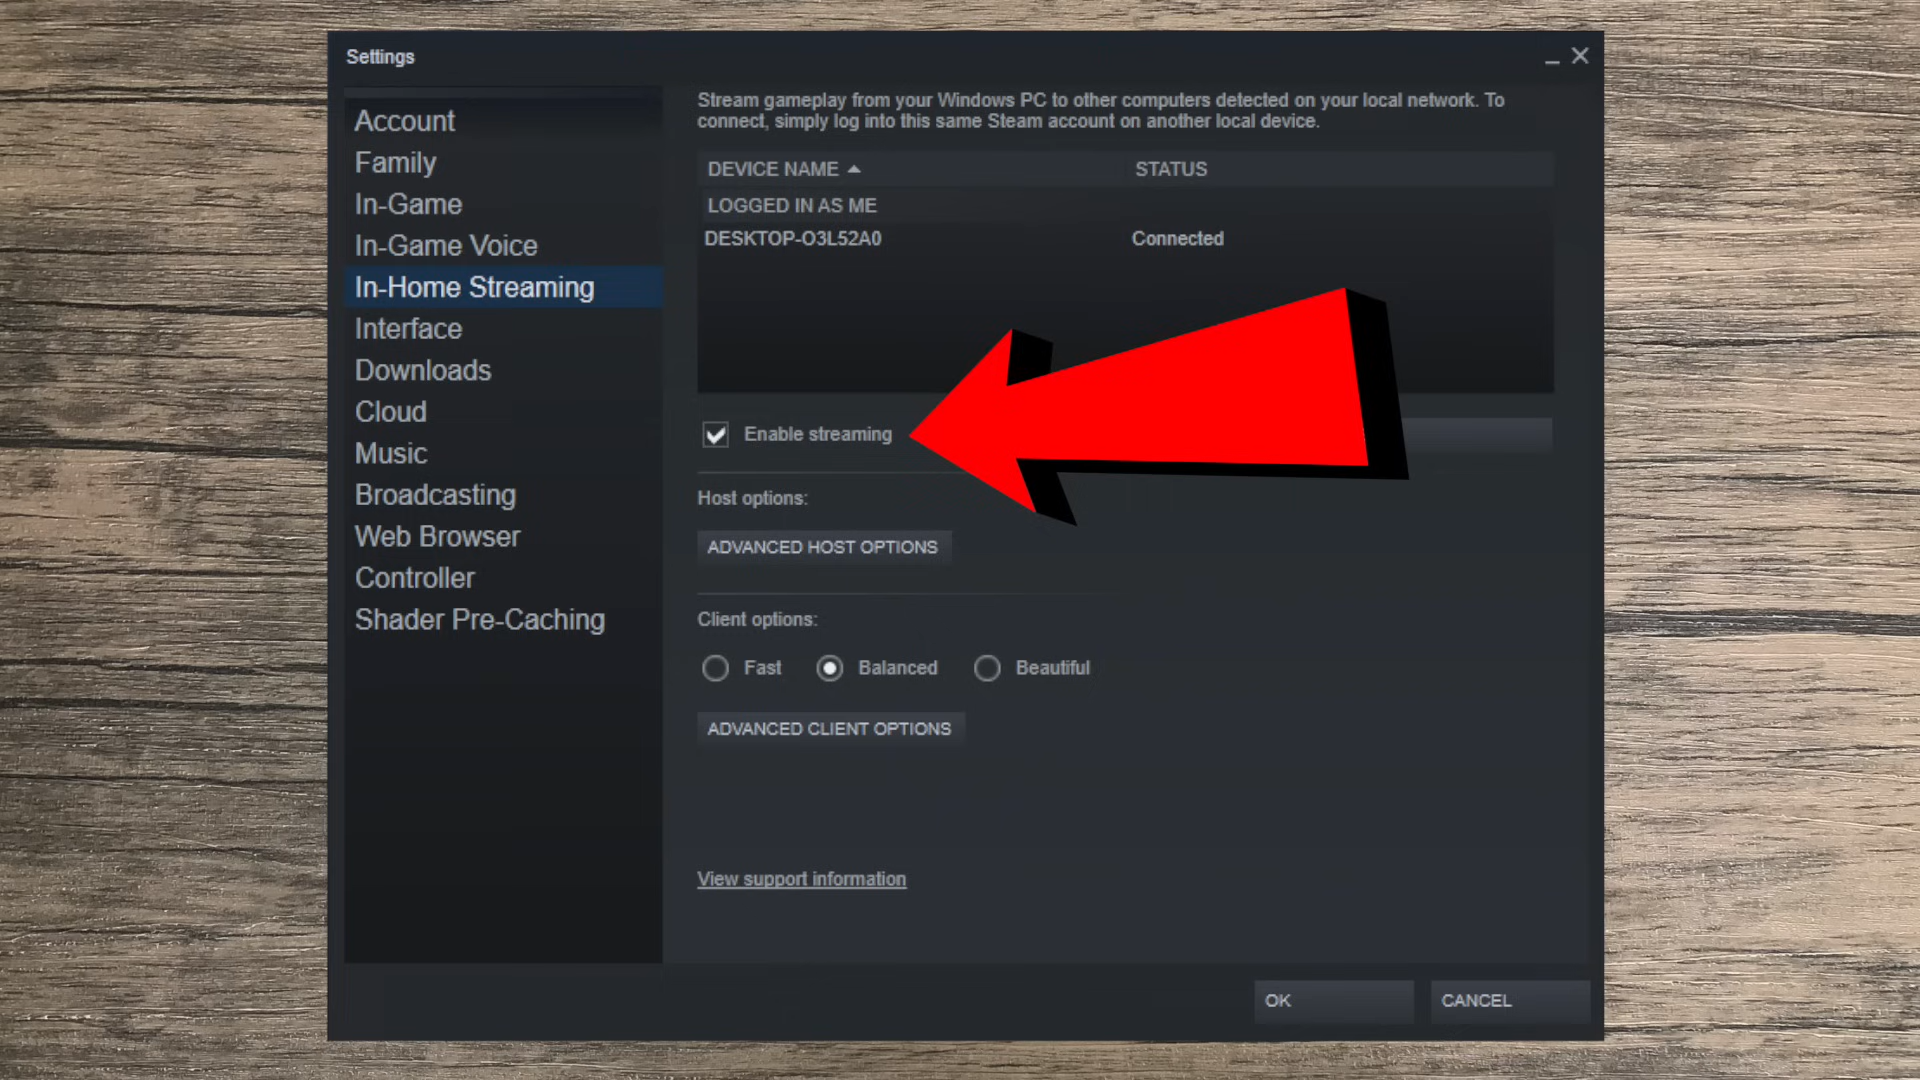 Settings
Account
Family
In-Game
In-Game Voice
In-Home Streaming
Interface
Downloads
Cloud
Music
Broadcasting
Web Browser
Controller
Shader Pre-Caching
Stream gameplay from your Windows PC to other computers detected on your local network. To
connect, simply log into this same Steam account on another local device.
DEVICE NAME STATUS
LOGGED IN AS ME
DESKTOP-O3L52A0 Connected
Enable streaming
Host options:
ADVANCED HOST OPTIONS
Client options:
Fast Balanced Beautiful
ADVANCED CLIENT OPTIONS
View support information
OK CANCEL